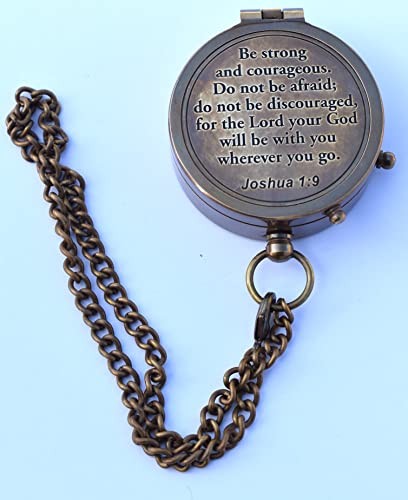 Be strong
and courageous.
Do not be afraid;
do not be discouraged,
for the Lord your God
will be with you
wherever you go.
Joshua 1:9